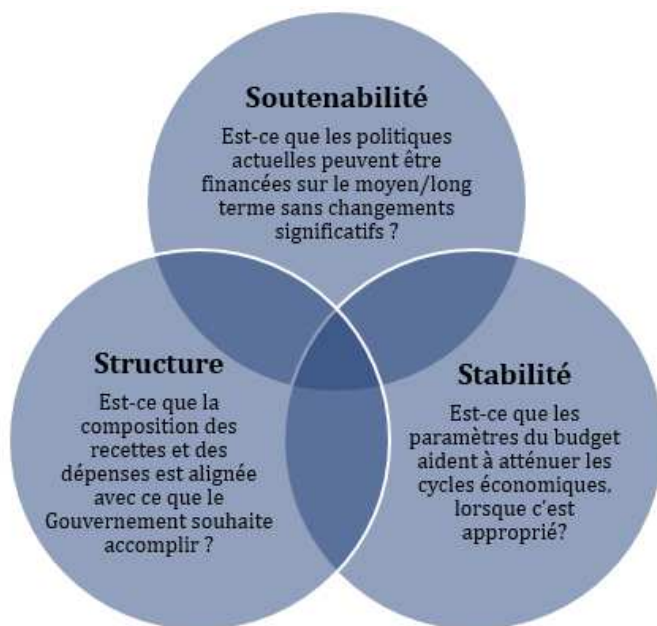 Soutenabilité
Est-ce que les politiques
actuelles peuvent être
financées sur le moyen/long
terme sans changements
significatifs ?
Structure
Est-ce que la
composition des
recettes et des
dépenses est alignée
avec ce que le
Gouvernement souhaite
accomplir ?
Stabilité
Est-ce que les
paramètres du budget
aident à atténuer les
cycles économiques,
lorsque c'est
approprié?